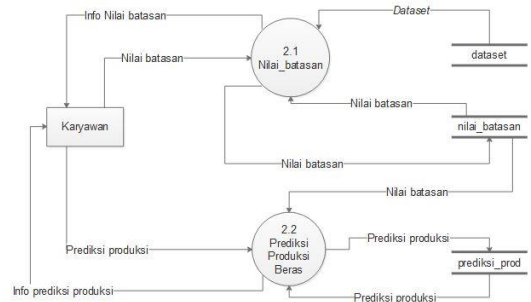 Info Nilai batasan
Dataset
2.1
Nilai_batasan
dataset
Nilai batasan
Nilai batasan
Karyawan
nilai_batasan
Nilai batasan
Nilai batasan
2.2
Prediksi
Produksi
Beras
Prediksi produksi
Prediksi produksi
prediksi_prod
Info prediksi produksi
Prediksi produksi